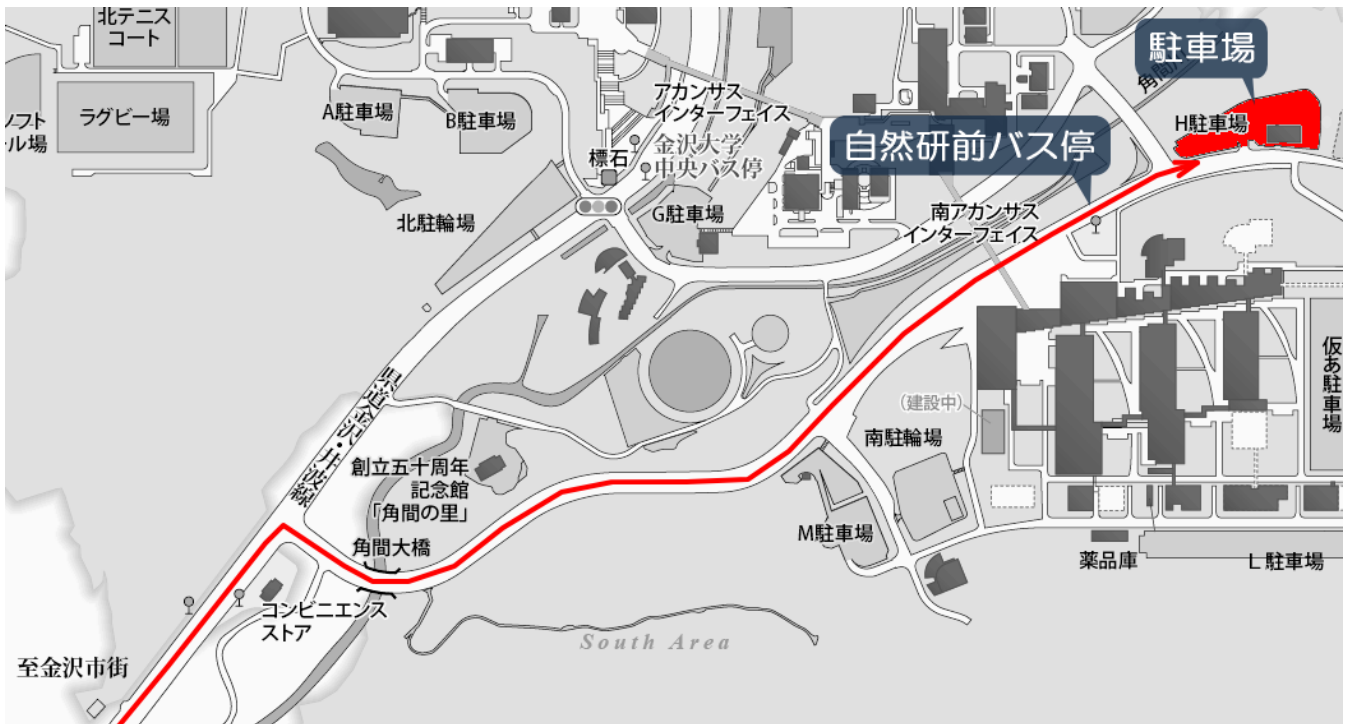 北テニス
コート
駐車場
ラグビー場
A駐車場
B駐車場
アカンサス
インターフェイス
H駐車場
ソフト
ール場
標石
金沢大学
中央バス停
自然研前バス停
北駐輪場
G駐車場
南アカンサス
インターフェイス
県道金沢・井波線
仮あ駐車場
(建設中)
南駐輪場
創立五十周年
記念館
「角間の里」
角間大橋
M駐車場
薬品庫
L駐車場
コンビニエンス
ストア
South Area
至金沢市街